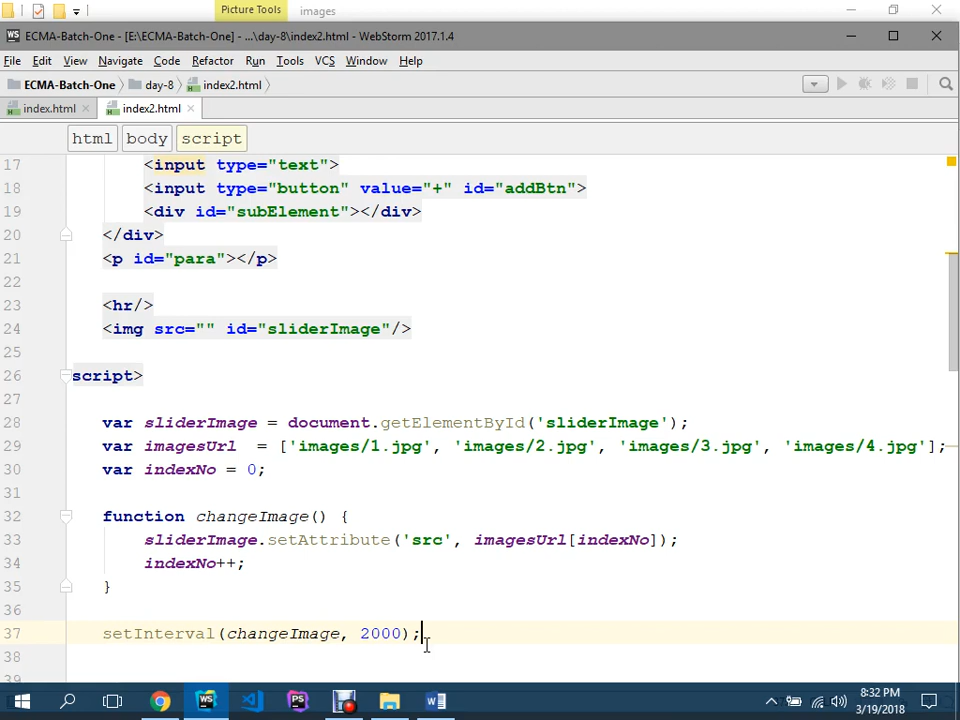 Picture Tools images
ECMA-Batch-One - [E:\ECMA-Batch-One] - ...\day-8\index2.html - WebStorm 2017.1.4
File Edit View Navigate Code Refactor Run Tools VCS Window Help
ECMA-Batch-One day-8 index2.html
index.html index2.html
html body script
17 <input type="text">
18 <input type="button" value="+" id="addBtn">
19 <div id="subElement"></div>
20 </div>
21 <p id="para"></p>
22
23 <hr/>
24 <img src="" id="sliderImage"/>
25
26 script>
27
28 var sliderImage = document.getElementById('sliderImage');
29 var imagesUrl = ['images/1.jpg', 'images/2.jpg', 'images/3.jpg', 'images/4.jpg'];
30 var indexNo = 0;
31
32 function changeImage() {
33 sliderImage.setAttribute('src', imagesUrl[indexNo]);
34 indexNo++;
35 }
36
37 setInterval(changeImage, 2000);
38
39
8:32 PM
3/19/2018